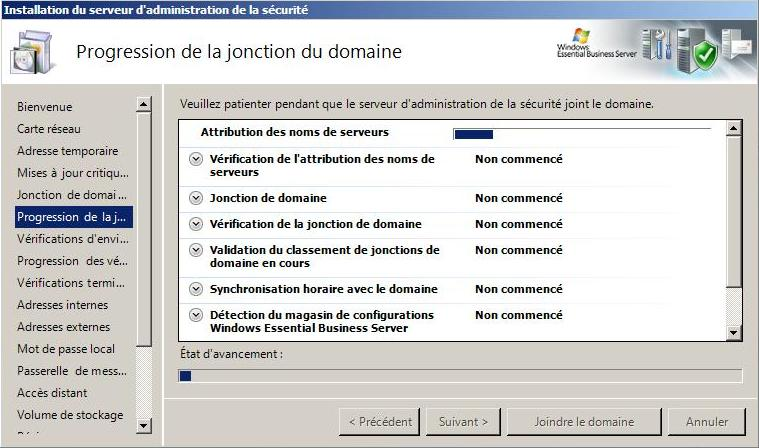 Installation du serveur d'administration de la sécurité
Progression de la jonction du domaine
Windows
Essential Business Server
Bienvenue
Carte réseau
Adresse temporaire
Mises à jour critiqu...
Jonction de domai...
Progression de la j...
Vérifications d'envi...
Progression des vé...
Vérifications termi...
Adresses internes
Adresses externes
Mot de passe local
Passerelle de mess...
Accès distant
Volume de stockage
Veuillez patienter pendant que le serveur d'administration de la sécurité joint le domaine.
Attribution des noms de serveurs
Vérification de l'attribution des noms de serveurs Non commencé
Jonction de domaine Non commencé
Vérification de la jonction de domaine Non commencé
Validation du classement de jonctions de domaine en cours Non commencé
Synchronisation horaire avec le domaine Non commencé
Détection du magasin de configurations Windows Essential Business Server Non commencé
État d'avancement :
< Précédent
Suivant >
Joindre le domaine
Annuler